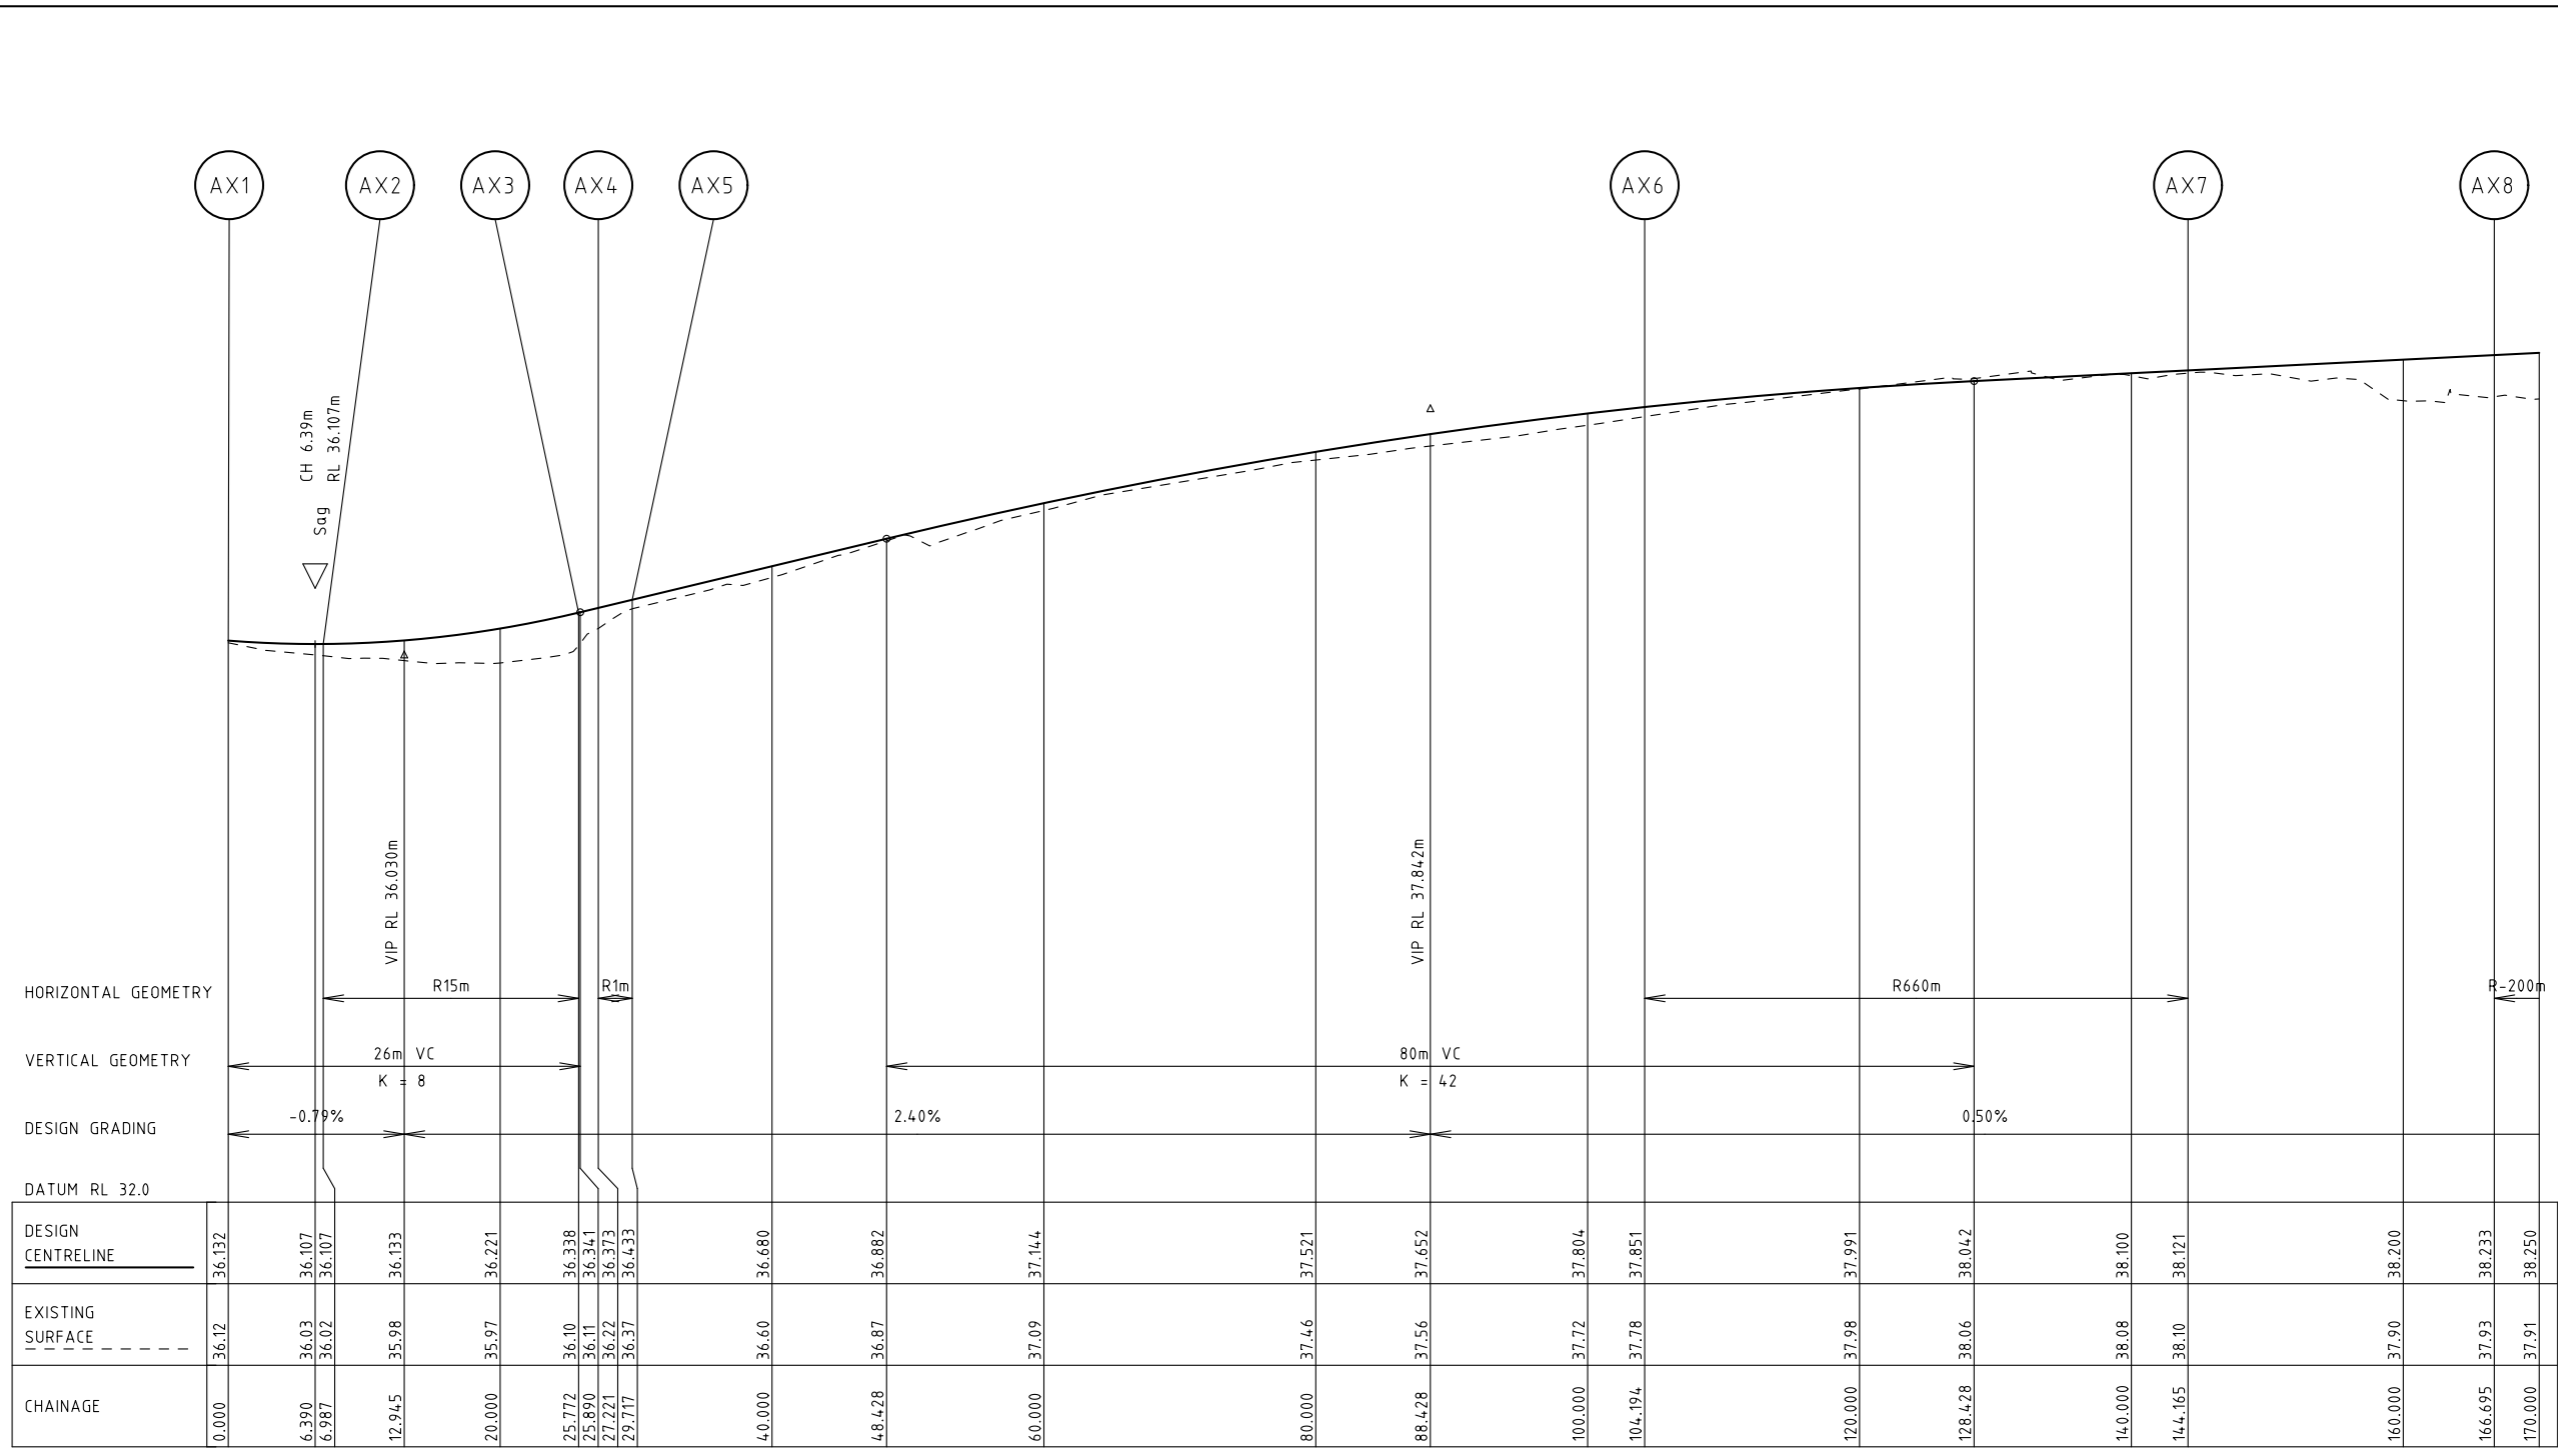 AX1 AX2 AX3 AX4 AX5 AX6 AX7 AX8
Sag CH 6.39m
RL 36.107m
VIP RL 36.030m
VIP RL 37.842m
HORIZONTAL GEOMETRY R15m R1m R660m R-200m
VERTICAL GEOMETRY 26m VC 80m VC
K = 8 K = 42
DESIGN GRADING -0.79% 2.40% 0.50%
DATUM RL 32.0
DESIGN
CENTRELINE 36.132 36.107 36.107 36.133 36.221 36.338 36.341 36.373 36.433 36.680 36.882 37.144 37.521 37.652 37.804 37.851 37.991 38.042 38.100 38.121 38.200 38.233 38.250
EXISTING
SURFACE 36.12 36.03 36.02 35.98 35.97 36.10 36.11 36.22 36.37 36.60 36.87 37.09 37.46 37.56 37.72 37.78 37.98 38.06 38.08 38.10 37.90 37.93 37.91
CHAINAGE 0.000 6.390 6.987 12.945 20.000 25.772 25.890 27.221 29.717 40.000 48.428 60.000 80.000 88.428 100.000 104.194 120.000 128.428 140.000 144.165 160.000 166.695 170.000